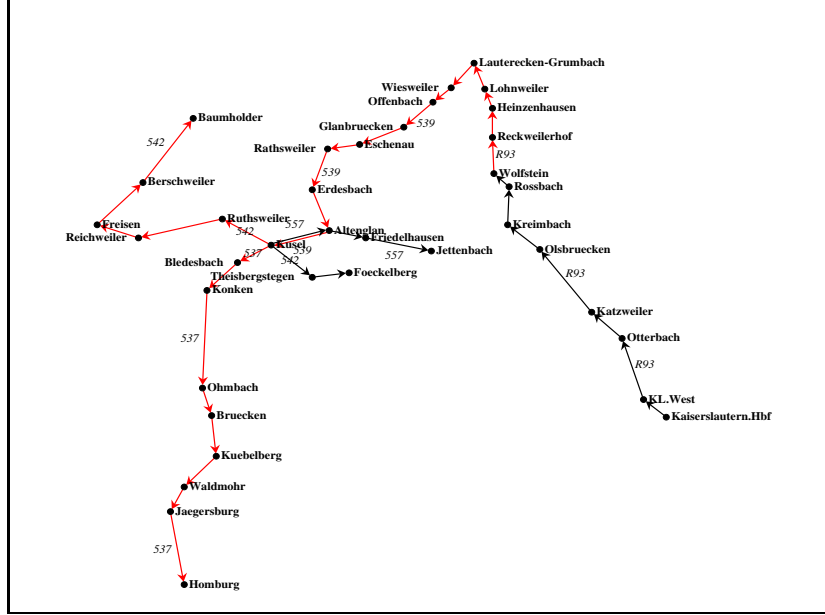 Lauterecken-Grumbach
Wiesweiler
Lohnweiler
Offenbach
Heinzenhausen
Baumholder
Glanbruecken
539
Reckweilerhof
542
Eschenau
Rathsweiler
R93
539
Wolfstein
Berschweiler
Rossbach
Erdesbach
Ruthsweiler
557
Freisen
Kreimbach
542
Altenglan
Reichweiler
Friedelhausen
Kusel
539
537
Jettenbach
Olsbruecken
557
542
Bledesbach
Foeckelberg
Theisbergstegen
R93
Konken
Katzweiler
537
Otterbach
R93
Ohmbach
KL.West
Bruecken
Kaiserslautern.Hbf
Kuebelberg
Waldmohr
Jaegersburg
537
Homburg